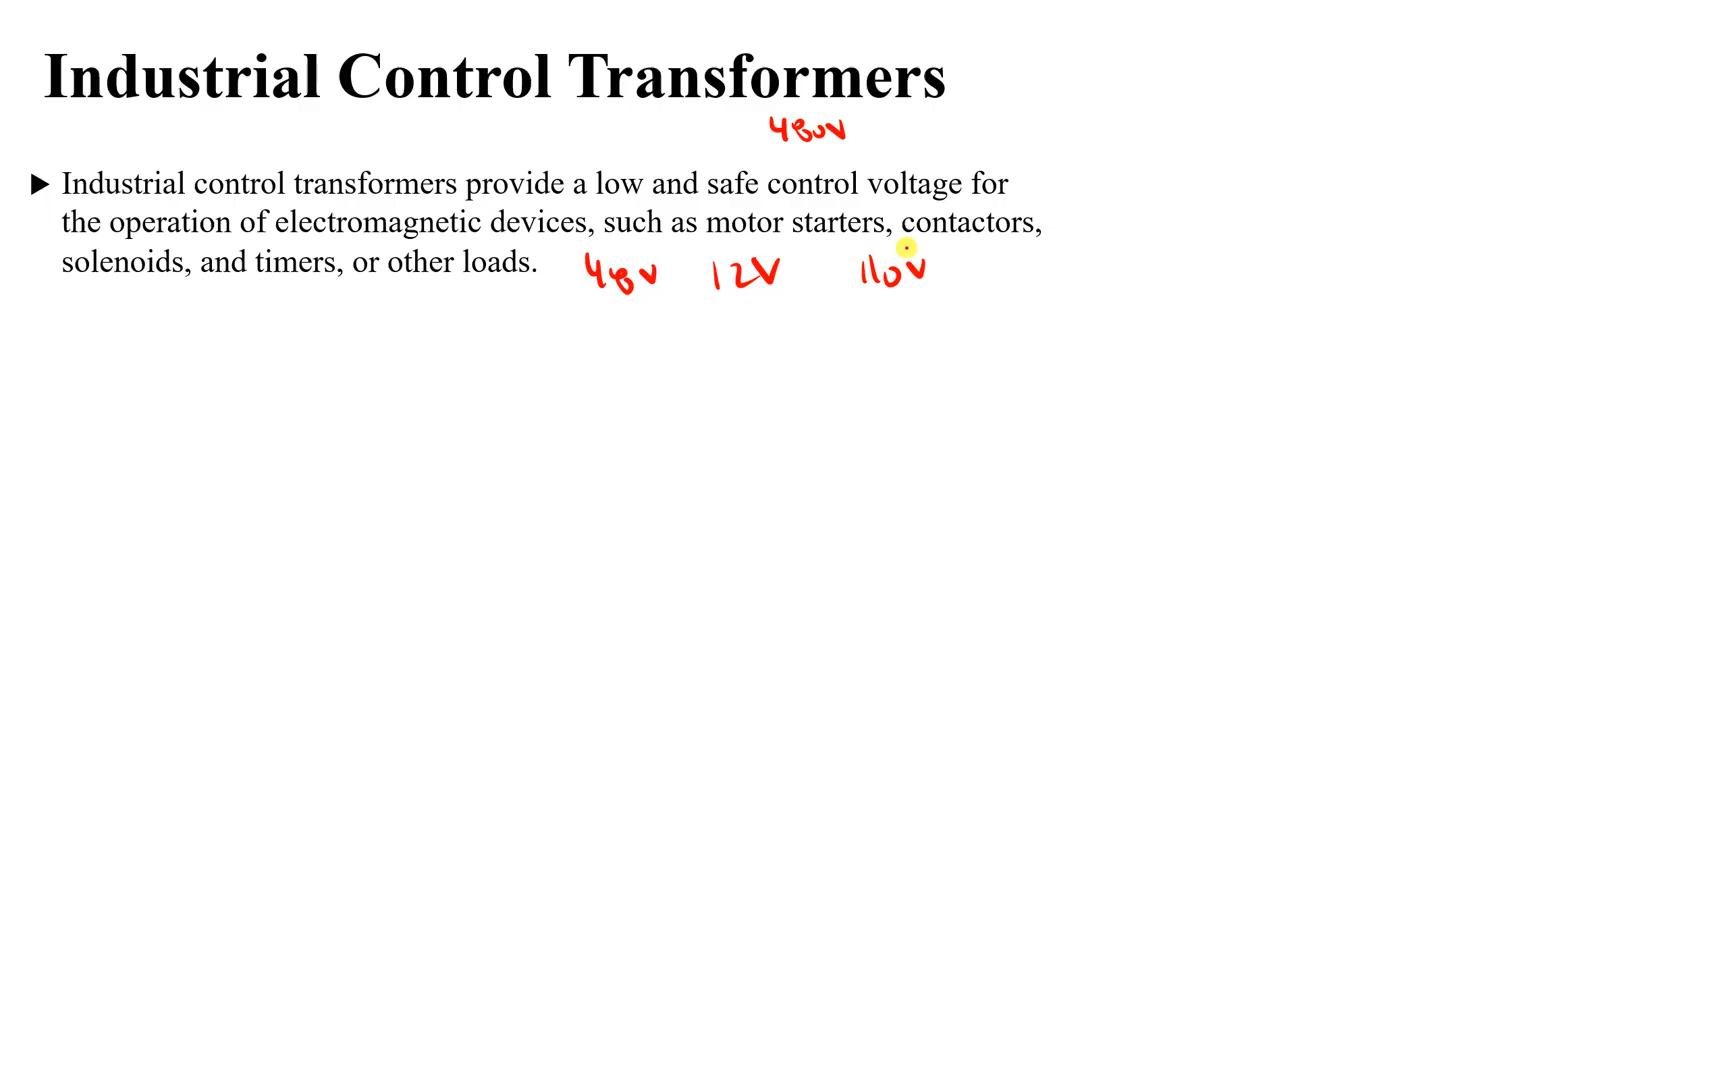 Industrial Control Transformers
480V
▶ Industrial control transformers provide a low and safe control voltage for
the operation of electromagnetic devices, such as motor starters, contactors,
solenoids, and timers, or other loads.
48V 12V 110V